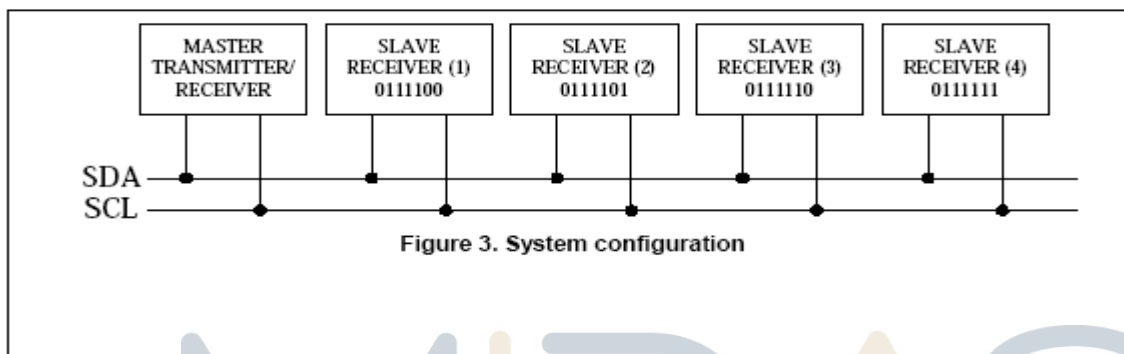 MASTER
TRANSMITTER/
RECEIVER
SLAVE
RECEIVER (1)
0111100
SLAVE
RECEIVER (2)
0111101
SLAVE
RECEIVER (3)
0111110
SLAVE
RECEIVER (4)
0111111
SDA
SCL
Figure 3. System configuration